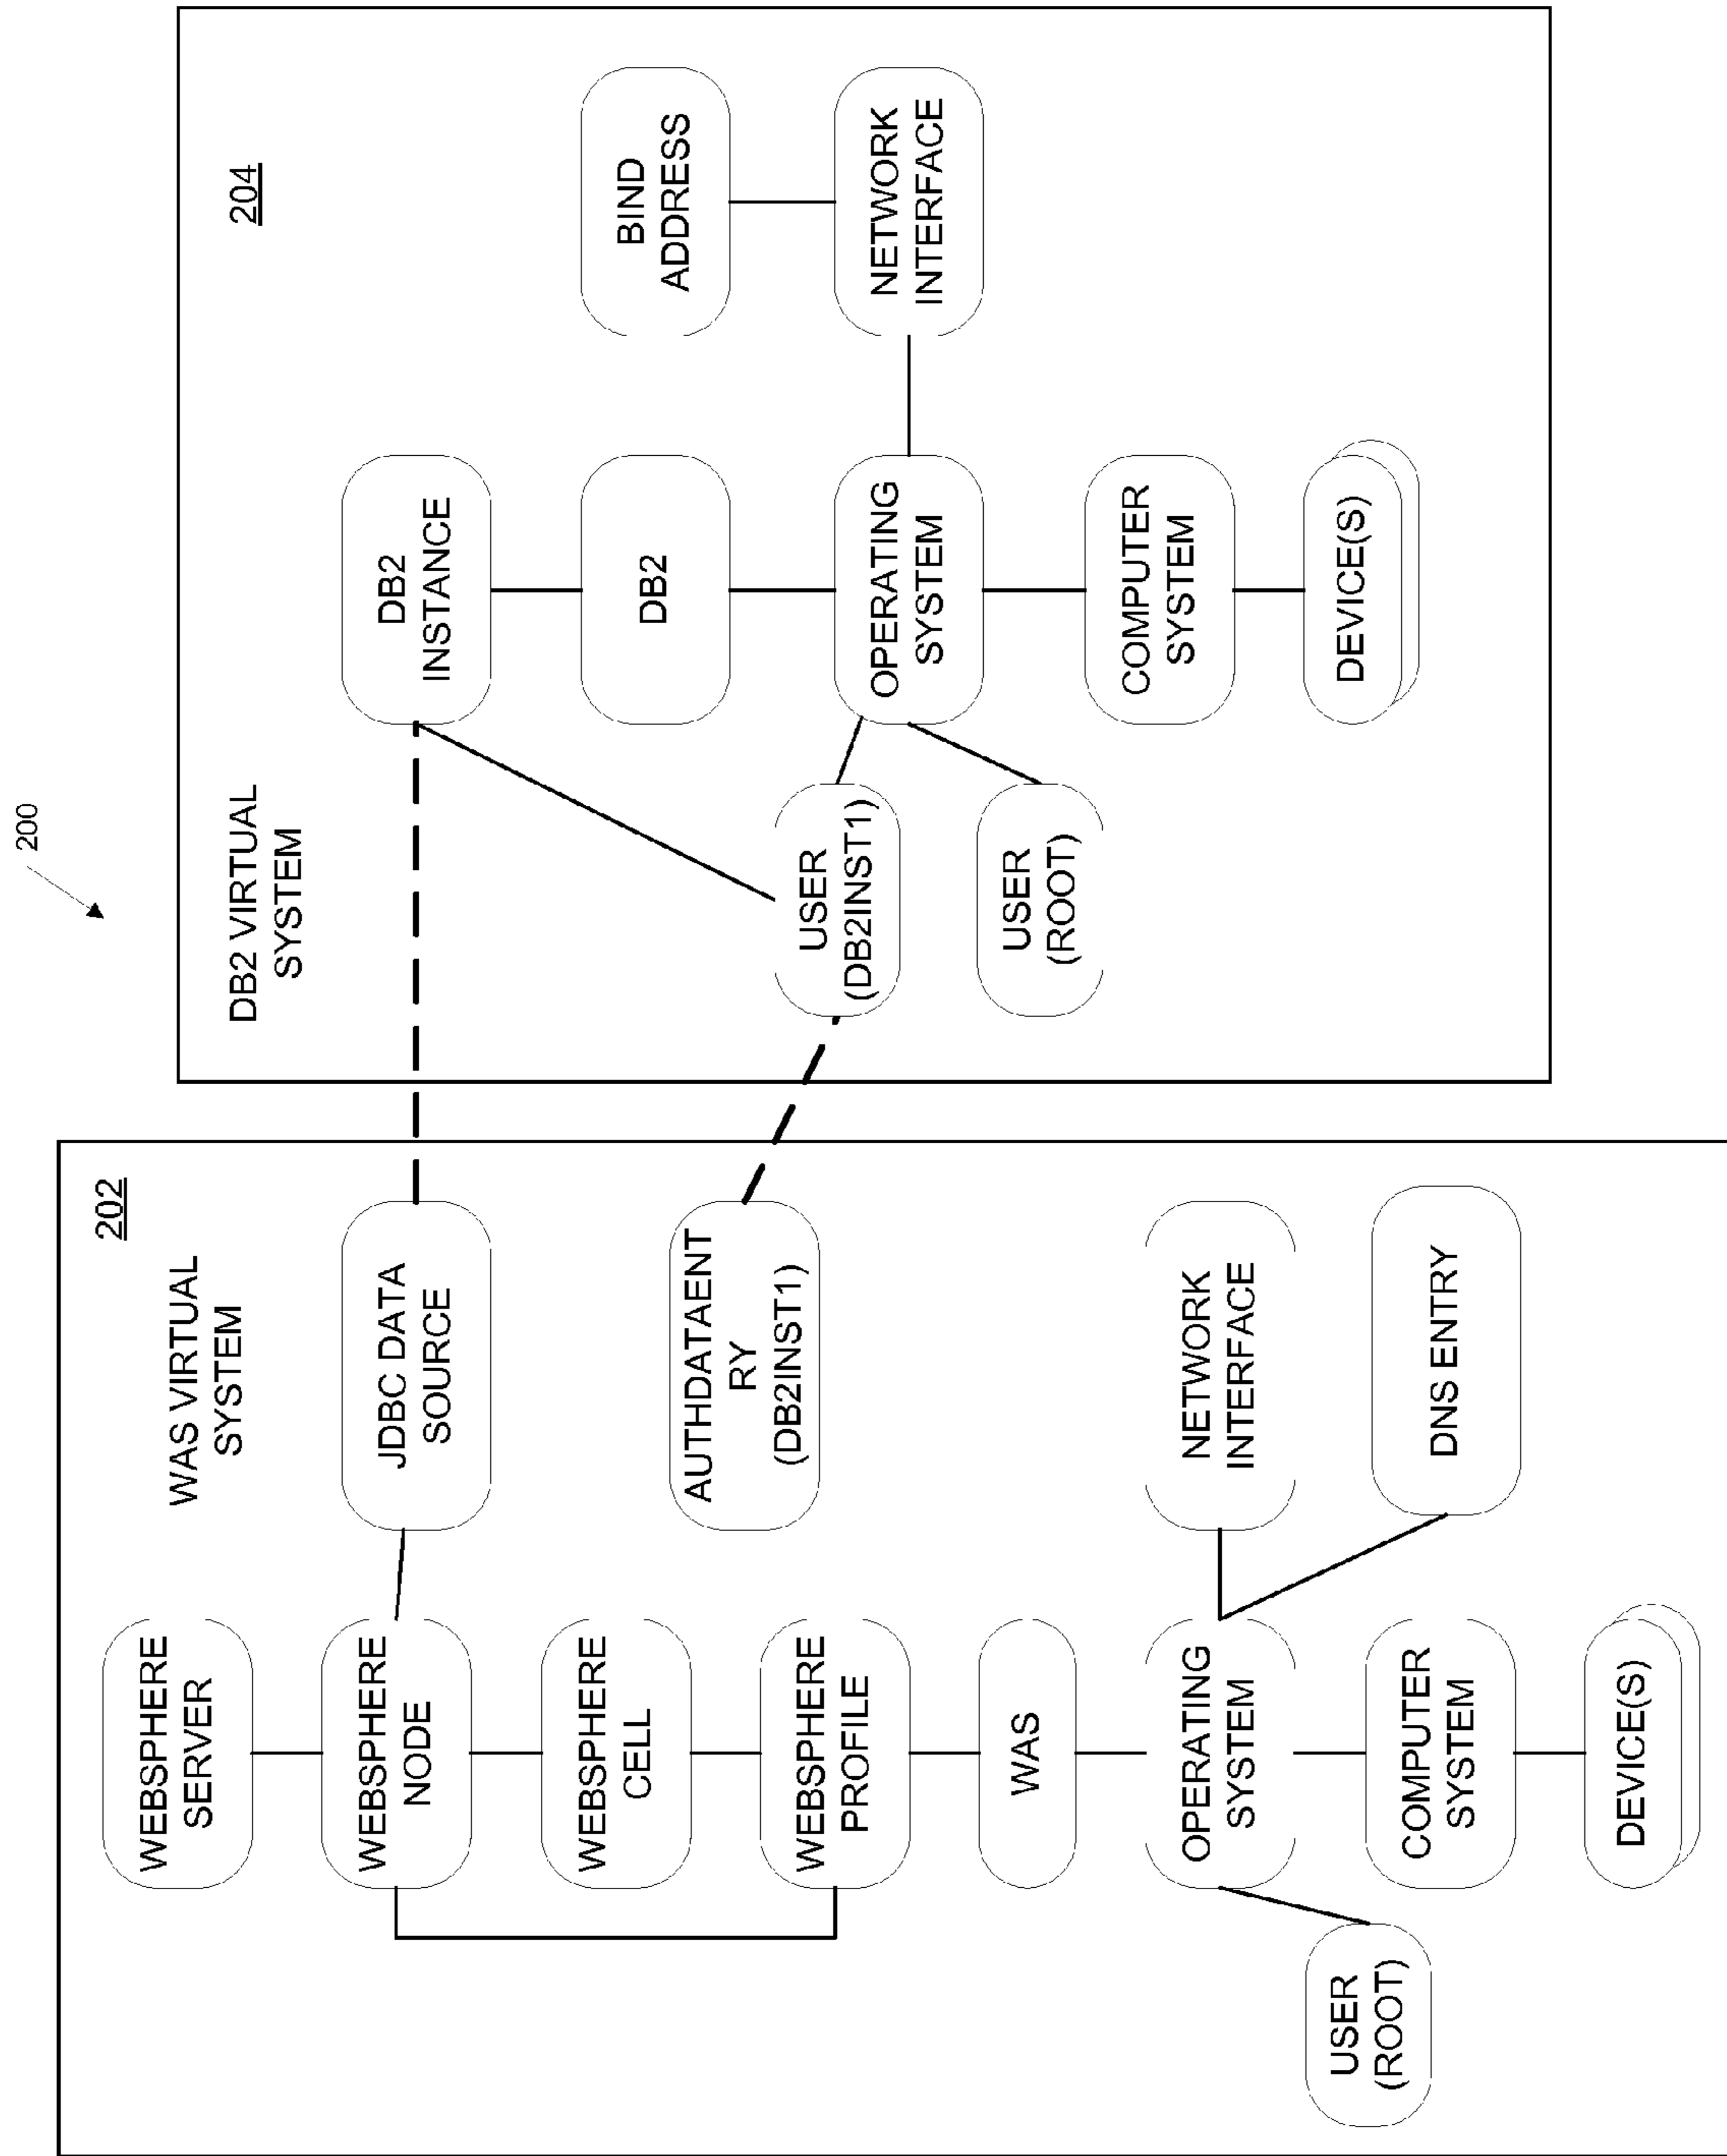 200
WAS VIRTUAL
SYSTEM
202
WEBSPHERE
SERVER
WEBSPHERE
NODE
JDBC DATA
SOURCE
WEBSPHERE
CELL
AUTHDATAENT
RY
(DB2INST1)
WEBSPHERE
PROFILE
WAS
OPERATING
SYSTEM
NETWORK
INTERFACE
USER
(ROOT)
COMPUTER
SYSTEM
DNS ENTRY
DEVICE(S)
DB2 VIRTUAL
SYSTEM
204
DB2
INSTANCE
DB2
BIND
ADDRESS
USER
(DB2INST1)
OPERATING
SYSTEM
NETWORK
INTERFACE
USER
(ROOT)
COMPUTER
SYSTEM
DEVICE(S)